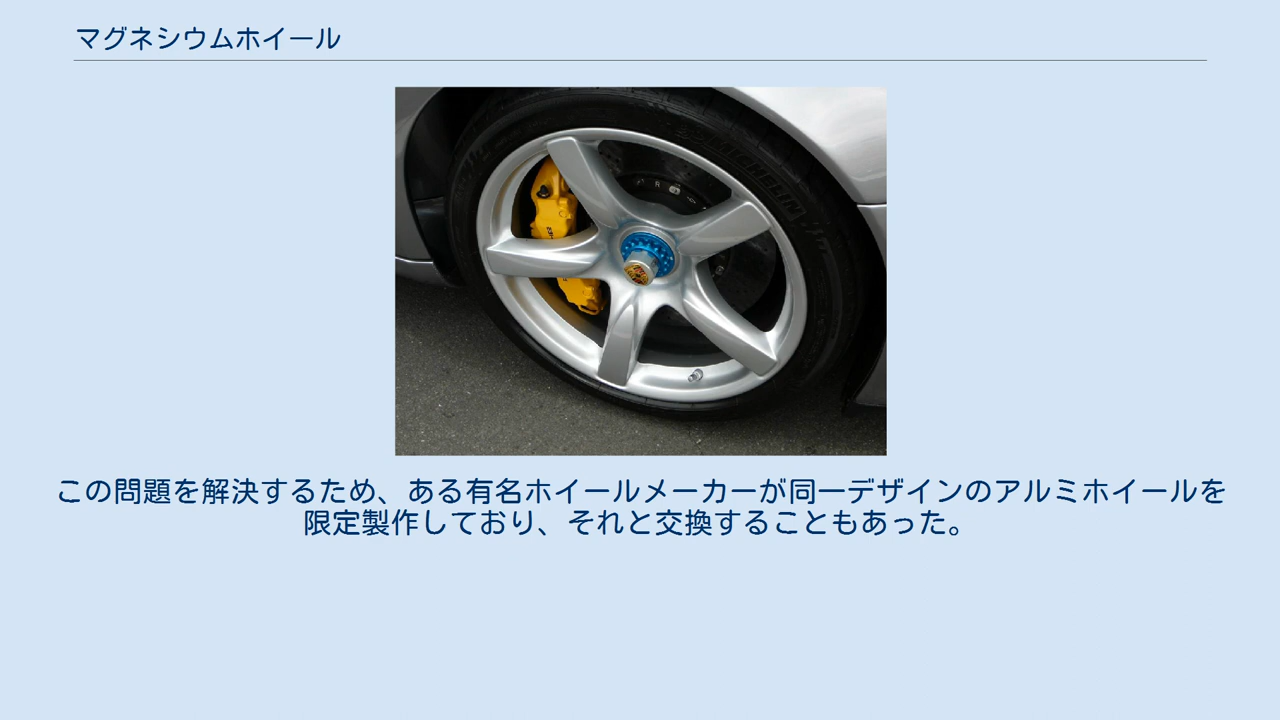 マグネシウムホイール
MICHELIN
この問題を解決するため、ある有名ホイールメーカーが同一デザインのアルミホイールを
限定製作しており、それと交換することもあった。